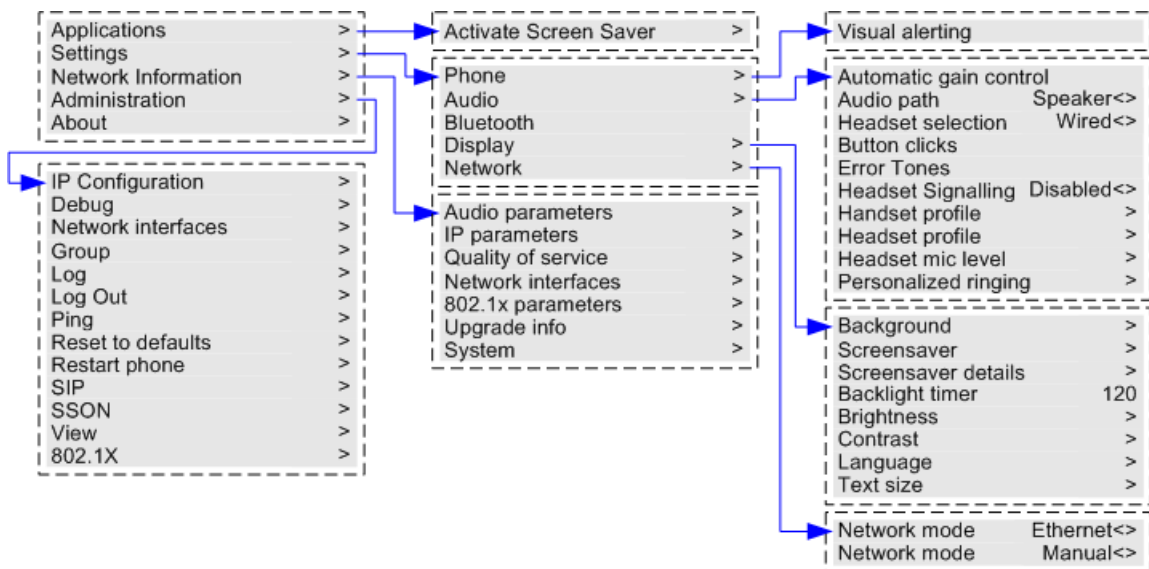 Applications >
Settings >
Network Information >
Administration >
About >
IP Configuration >
Debug >
Network interfaces >
Group >
Log >
Log Out >
Ping >
Reset to defaults >
Restart phone >
SIP >
SSON >
View >
802.1X >
Activate Screen Saver >
Phone >
Audio >
Bluetooth
Display >
Network >
Audio parameters >
IP parameters >
Quality of service >
Network interfaces >
802.1x parameters >
Upgrade info >
System >
Visual alerting
Automatic gain control
Audio path Speaker<>
Headset selection Wired<>
Button clicks
Error Tones
Headset Signalling Disabled<>
Handset profile >
Headset profile >
Headset mic level >
Personalized ringing >
Background >
Screensaver >
Screensaver details >
Backlight timer 120
Brightness >
Contrast >
Language >
Text size >
Network mode Ethernet<>
Network mode Manual<>